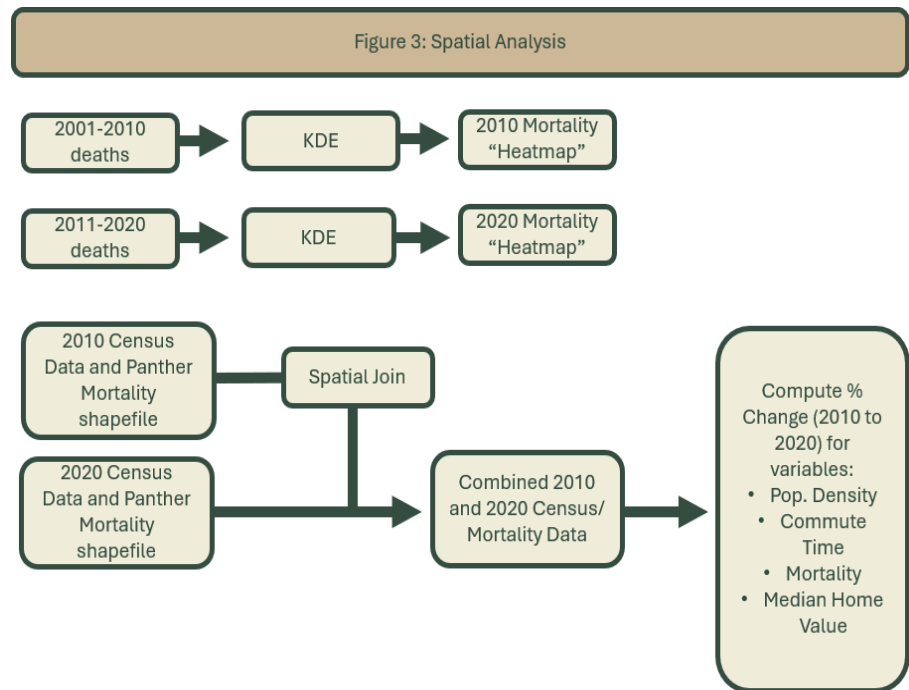 Figure 3: Spatial Analysis
2001-2010
deaths
KDE
2010 Mortality
“Heatmap”
2011-2020
deaths
KDE
2020 Mortality
“Heatmap”
2010 Census
Data and Panther
Mortality
shapefile
Spatial Join
2020 Census
Data and Panther
Mortality
shapefile
Combined 2010
and 2020 Census/
Mortality Data
Compute %
Change (2010 to
2020) for
variables:
• Pop. Density
• Commute
Time
• Mortality
• Median Home
Value